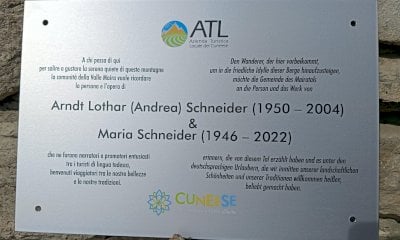 ATL
Azienda Turistica
Locale del Cuneese
A chi passa di qui
per salire a gustare la serena quiete di queste montagne
la comunità della Valle Maira vuole ricordare
la persona e l'opera di
Den Wanderer, der hier vorbeikommt,
um in die friedliche Idylle dieser Berge hinaufzusteigen,
möchte die Gemeinde des Mairatals
an die Person und das Werk von
Arndt Lothar (Andrea) Schneider (1950 – 2004)
&
Maria Schneider (1946 – 2022)
che ne furono narratori e promotori entusiasti
tra i turisti di lingua tedesca,
benvenuti viaggiatori tra le nostre bellezze
e le nostre tradizioni.
erinnern, die von diesem Tal erzählt haben und es unter den
deutschsprachigen Urlaubern, die wir inmitten unserer landschaftlichen
Schönheiten und unserer Traditionen willkommen heißen,
beliebt gemacht haben.
CUNEESE